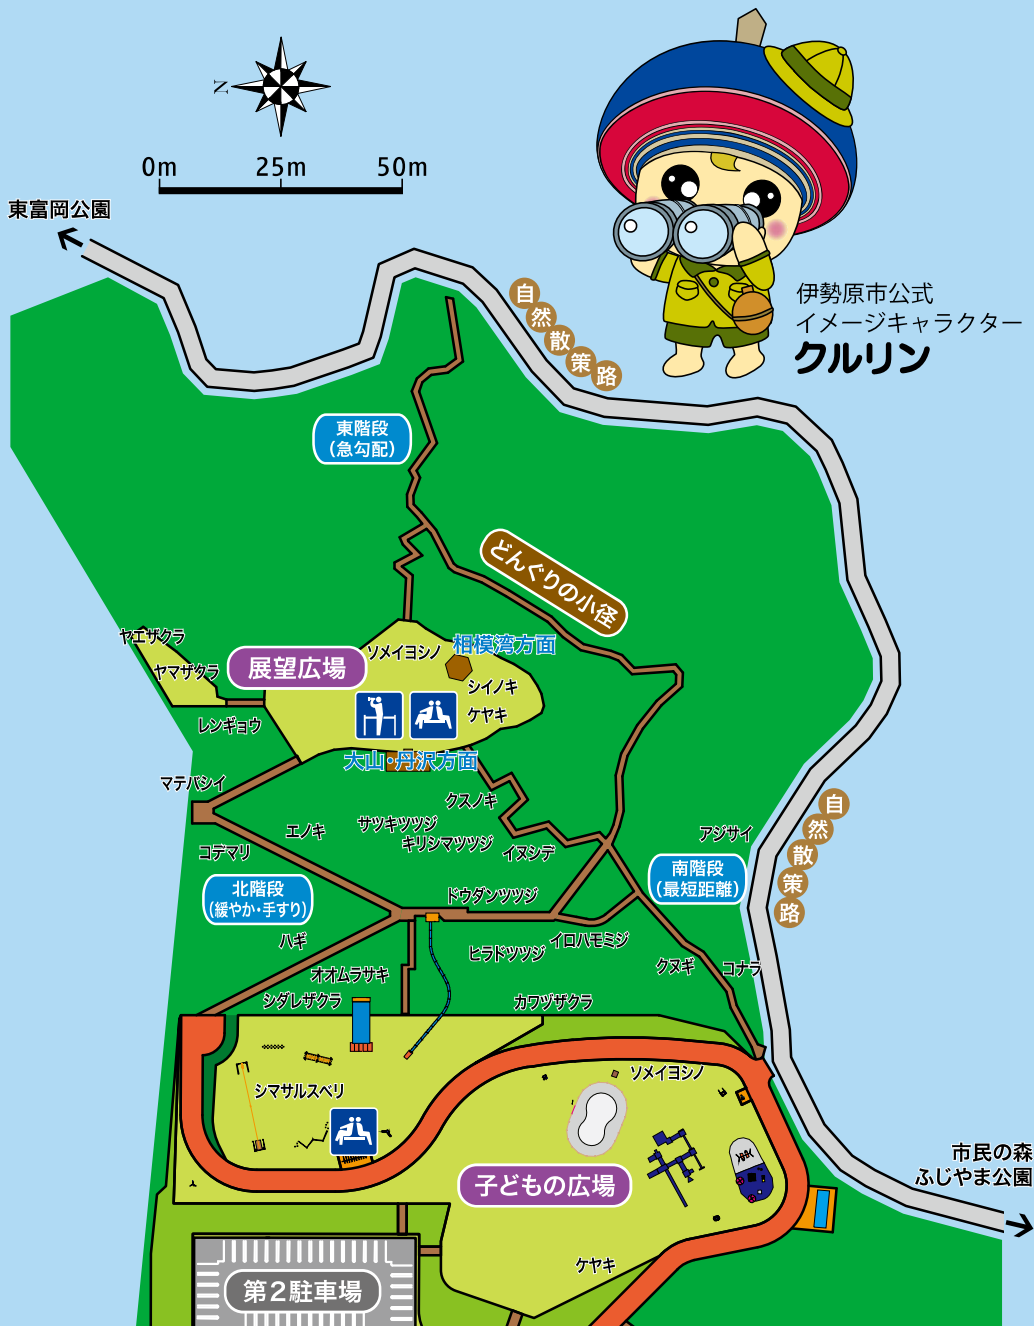 N
0m 25m 50m
東富岡公園
自然散策路
伊勢原市公式
イメージキャラクター
クルリン
東階段
（急勾配）
どんぐりの小径
ヤエザクラ
ヤマザクラ
展望広場
ソメイヨシノ
相模湾方面
シイノキ
ケヤキ
レンギョウ
大山・丹沢方面
マテバシイ
クスノキ
サツキツツジ
エノキ
キリシマツツジ
イヌシデ
アジサイ
自然散策路
コデマリ
北階段
（緩やか・手すり）
南階段
（最短距離）
ドウダンツツジ
ハギ
イロハモミジ
ヒラドツツジ
オオムラサキ
クヌギ
コナラ
シダレザクラ
カワヅザクラ
ソメイヨシノ
シマサルスベリ
市民の森
ふじやま公園
子どもの広場
ケヤキ
第2駐車場